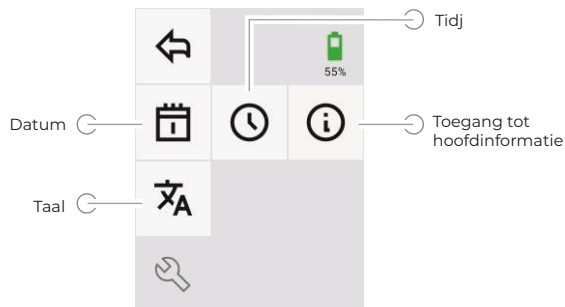 Tidj
55%
Datum
Toegang tot
hoofdinformatie
Taal